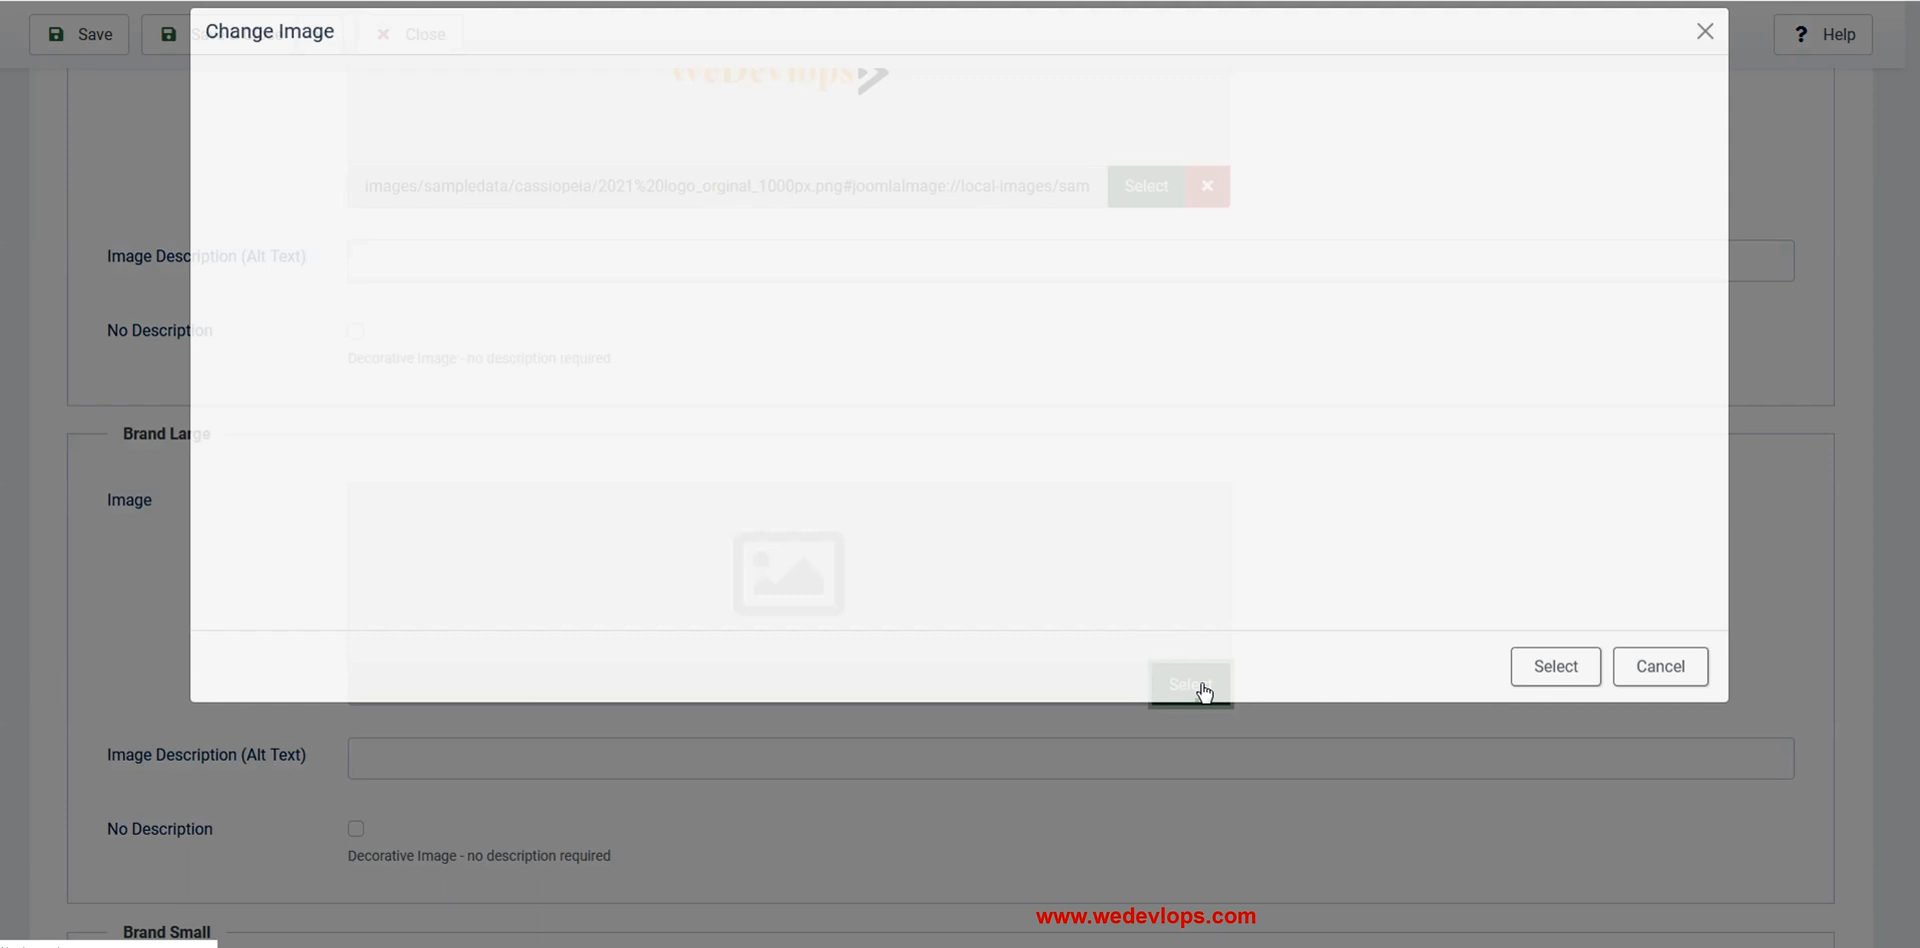 Save
Change Image
Close
Help
WeDevlops
images/sampledata/cassiopeia/2021%20logo_orginal_1000px.png#joomlaImage://local-images/sam
Select
Image Description (Alt Text)
No Description
Decorative Image - no description required
Brand Large
Image
Select Cancel
Select
Image Description (Alt Text)
No Description
Decorative Image - no description required
www.wedevlops.com
Brand Small